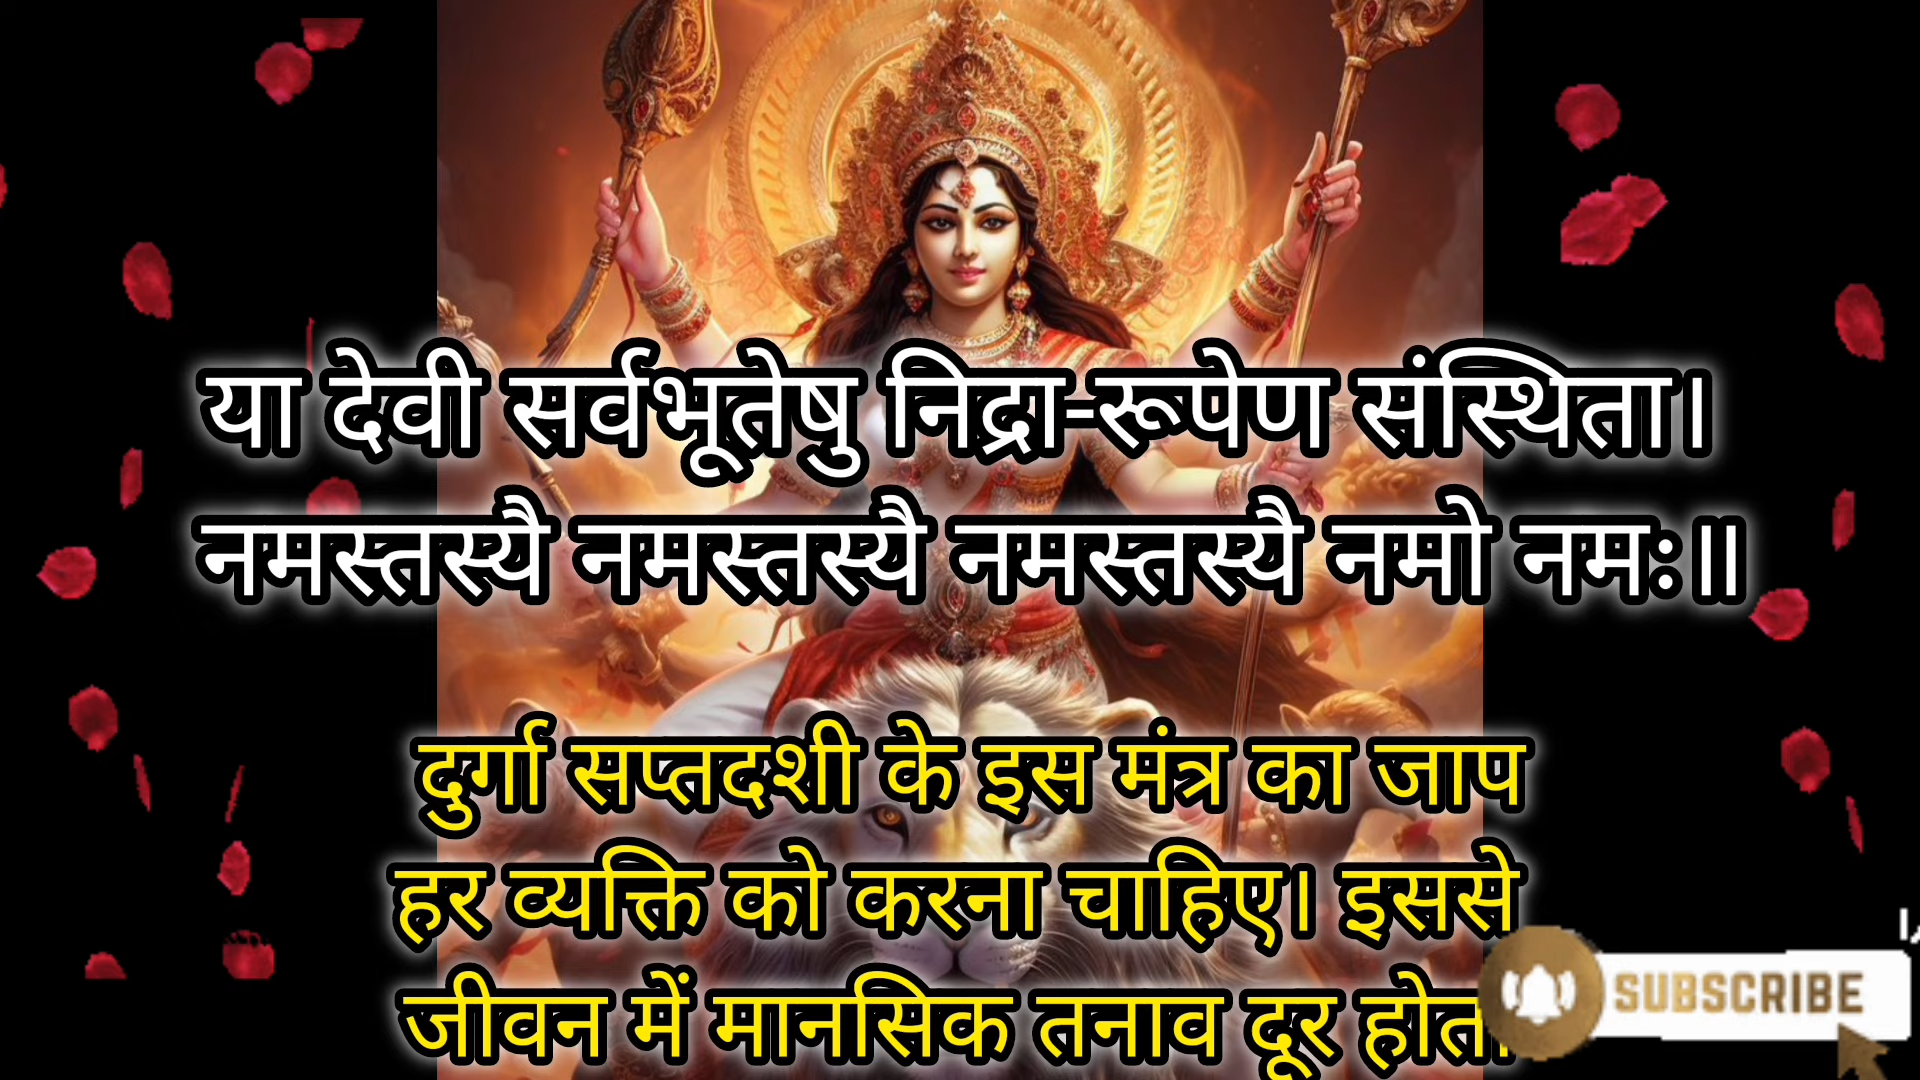 या देवी सर्वभूतेषु निद्रा-रूपेण संस्थिता।
नमस्तस्यै नमस्तस्यै नमस्तस्यै नमो नमः॥
दुर्गा सप्तदशी के इस मंत्र का जाप
हर व्यक्ति को करना चाहिए। इससे
जीवन में मानसिक तनाव दूर होता
SUBSCRIBE